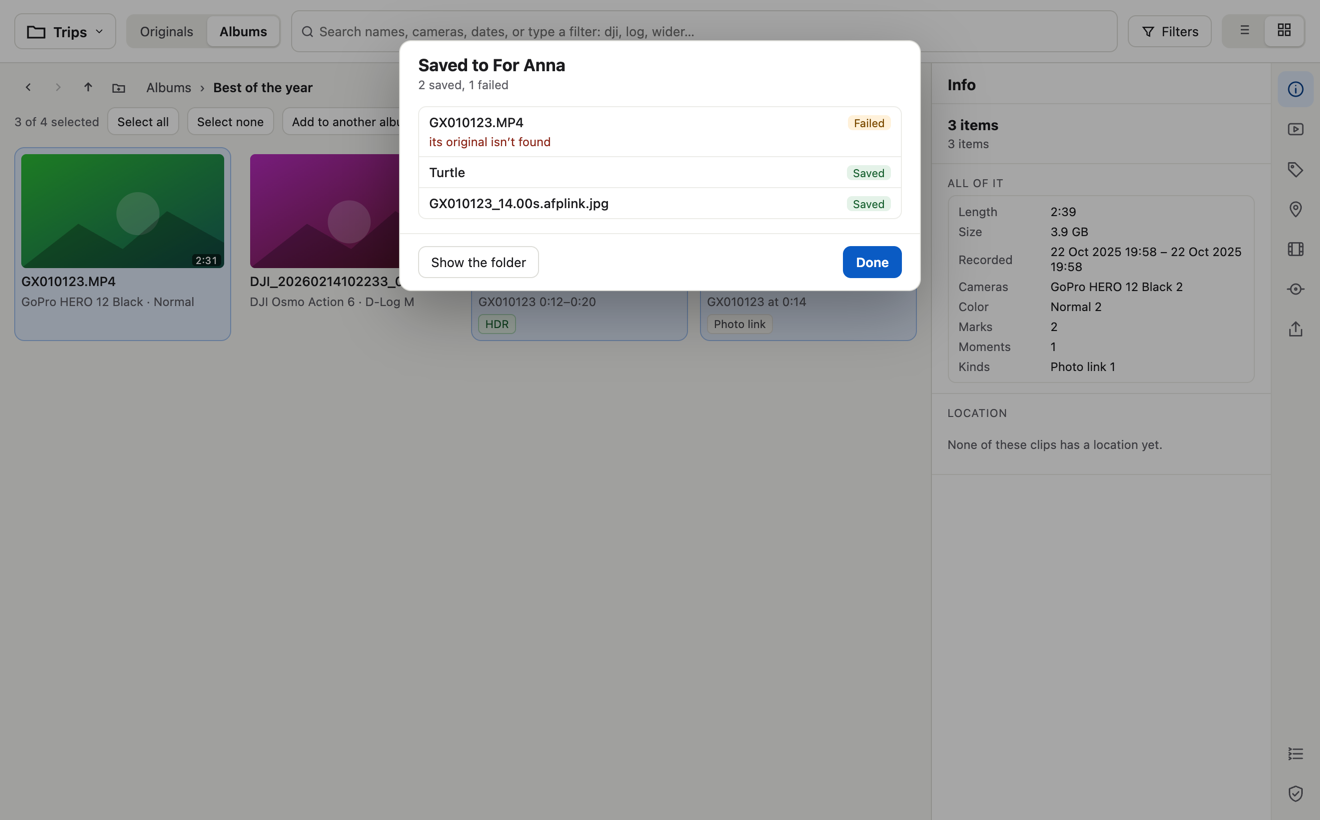 Trips
Originals
Albums
Search names, cameras, dates, or type a filter: dji, log, wider...
Filters
Albums › Best of the year
3 of 4 selected
Select all
Select none
Add to another albu
Saved to For Anna
2 saved, 1 failed
GX010123.MP4
Failed
its original isn’t found
Turtle
Saved
GX010123_14.00s.afplink.jpg
Saved
Show the folder
Done
2:31
GX010123.MP4
GoPro HERO 12 Black · Normal
DJI_20260214102233_0
DJI Osmo Action 6 · D-Log M
GX010123 0:12–0:20
HDR
GX010123 at 0:14
Photo link
Info
3 items
3 items
ALL OF IT
Length 2:39
Size 3.9 GB
Recorded 22 Oct 2025 19:58 – 22 Oct 2025
19:58
Cameras GoPro HERO 12 Black 2
Color Normal 2
Marks 2
Moments 1
Kinds Photo link 1
LOCATION
None of these clips has a location yet.